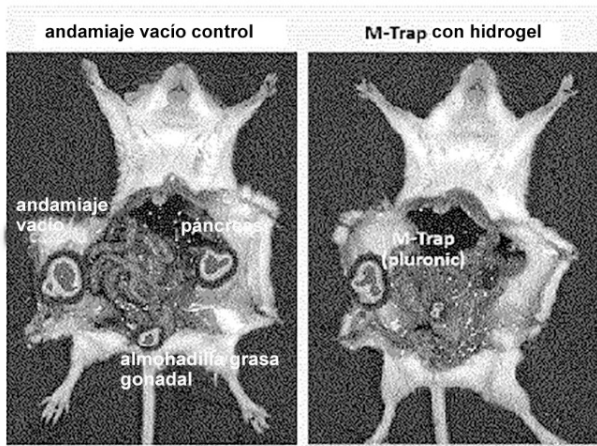 andamiaje vacío control
M-Trap con hidrogel
andamiaje
vacío
páncreas
almohadilla grasa
gonadal
M-Trap
(pluronic)